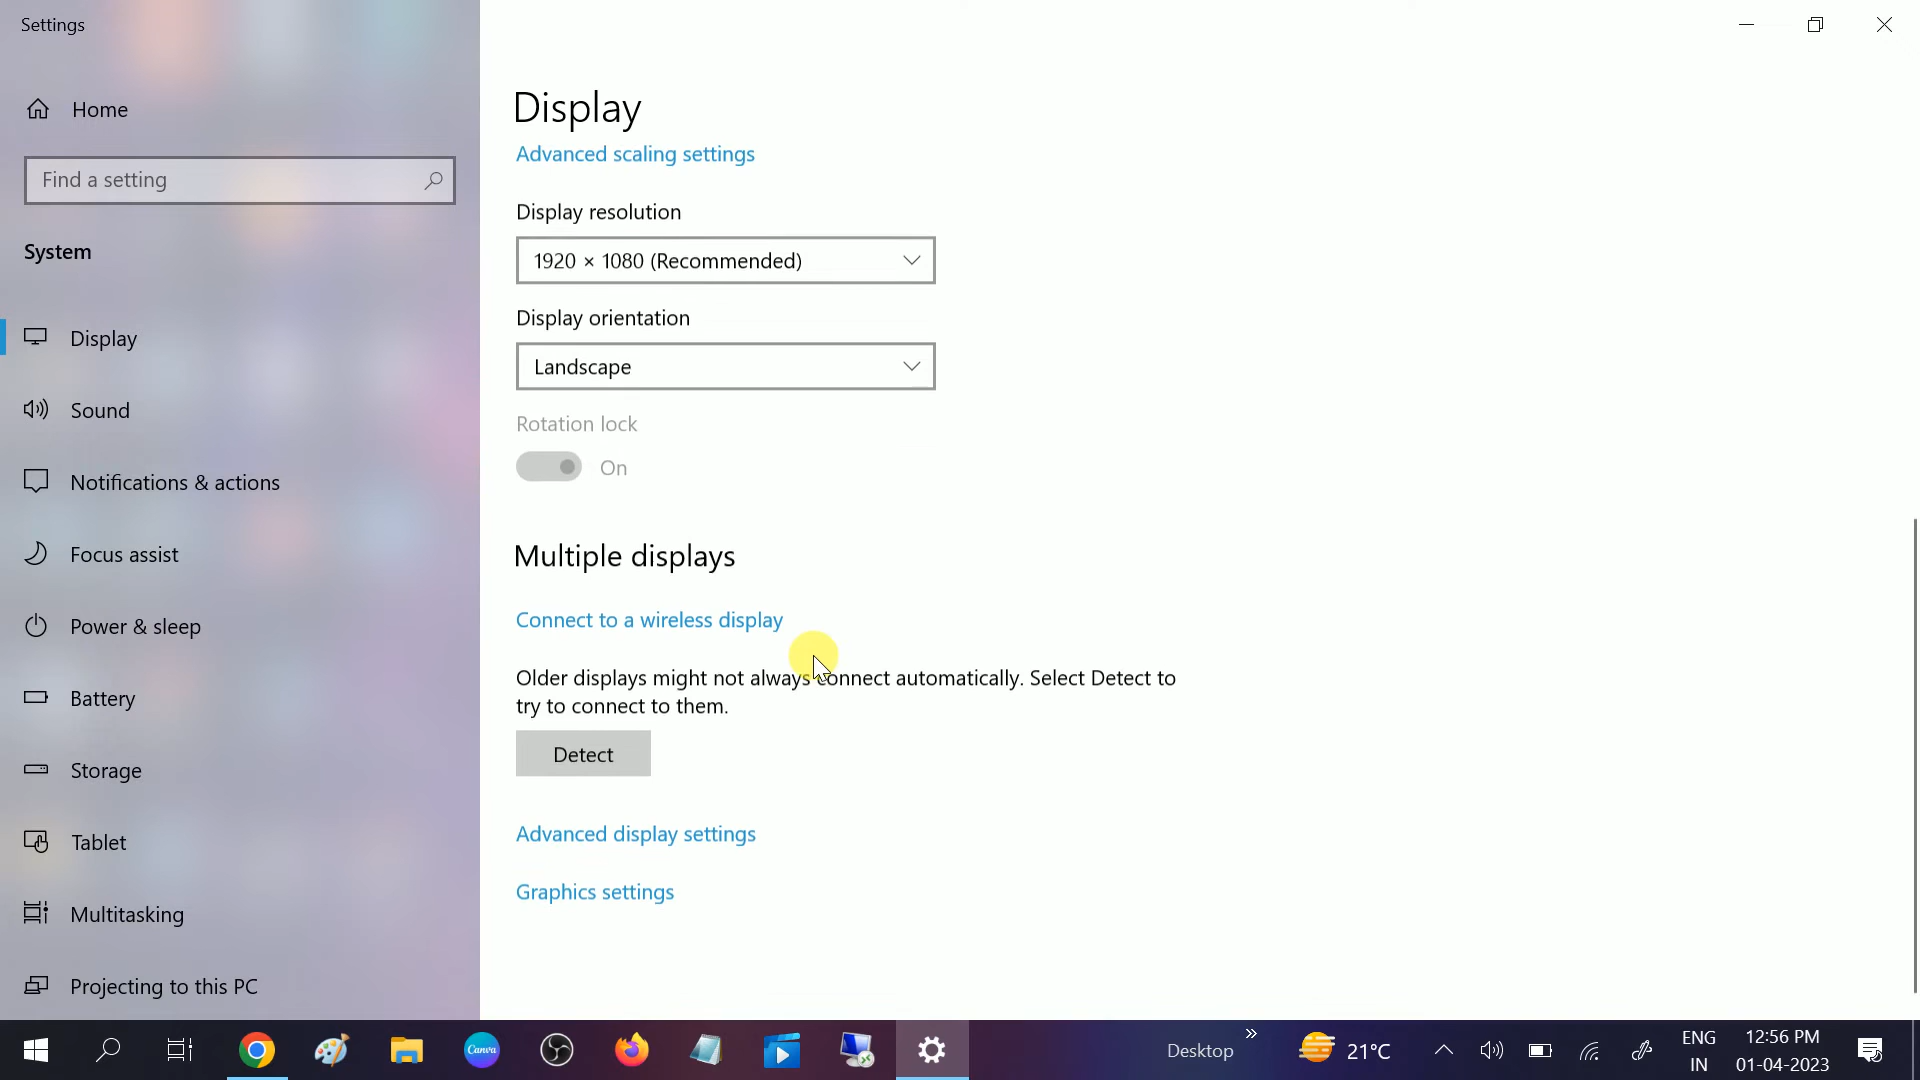 Settings
Home
Find a setting
System
Display
Sound
Notifications & actions
Focus assist
Power & sleep
Battery
Storage
Tablet
Multitasking
Projecting to this PC
Display
Advanced scaling settings
Display resolution
1920 × 1080 (Recommended)
Display orientation
Landscape
Rotation lock
On
Multiple displays
Connect to a wireless display
Older displays might not always connect automatically. Select Detect to
try to connect to them.
Detect
Advanced display settings
Graphics settings
Canva
Desktop
21°C
ENG
IN
12:56 PM
01-04-2023